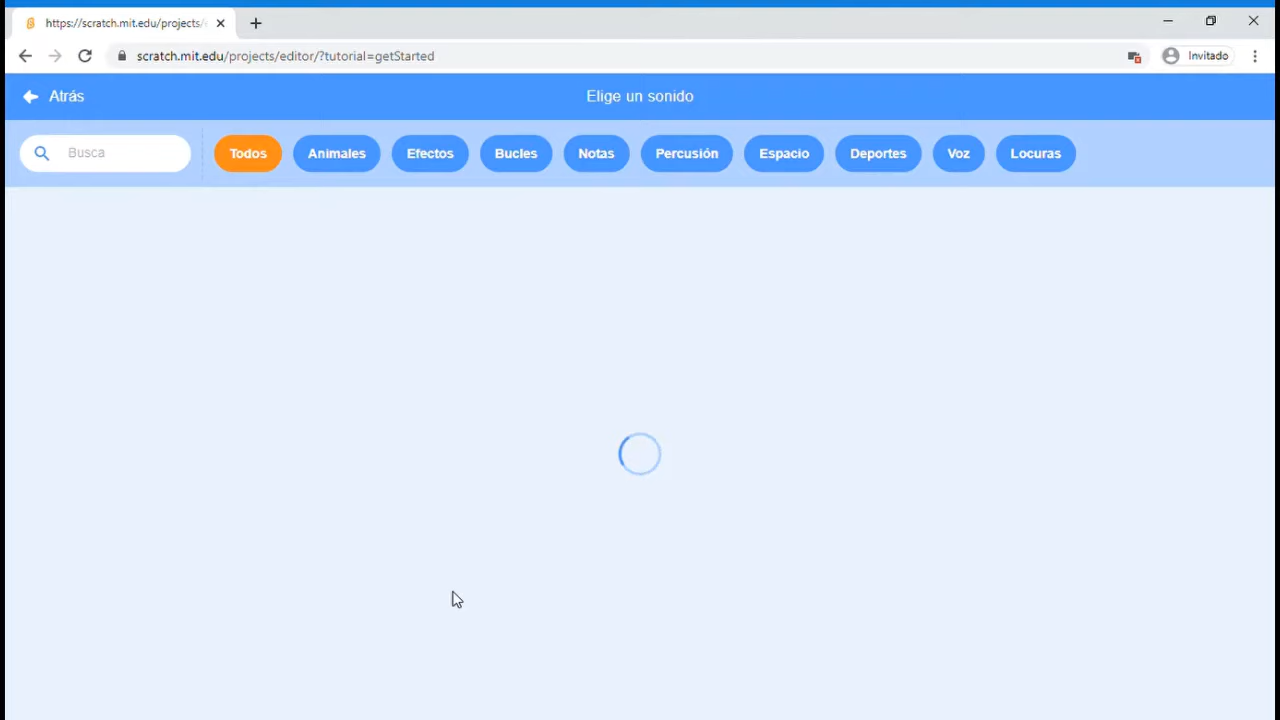 https://scratch.mit.edu/projects/
scratch.mit.edu/projects/editor/?tutorial=getStarted
Invitado
Atrás
Elige un sonido
Busca
Todos
Animales
Efectos
Bucles
Notas
Percusión
Espacio
Deportes
Voz
Locuras